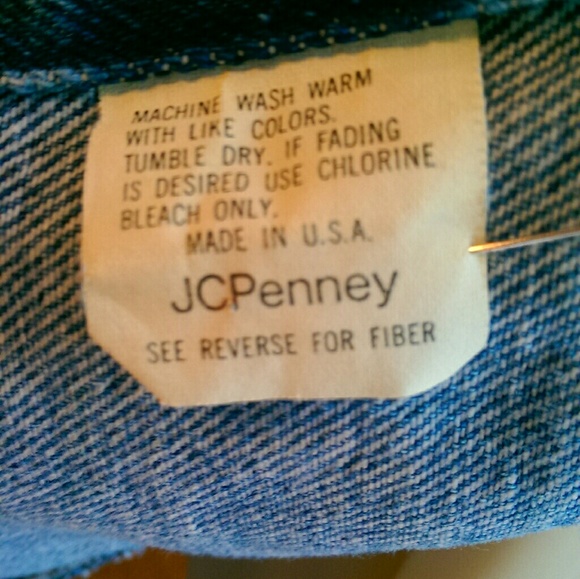 MACHINE WASH WARM
WITH LIKE COLORS.
TUMBLE DRY. IF FADING
IS DESIRED USE CHLORINE
BLEACH ONLY.
MADE IN U.S.A.
JCPenney
SEE REVERSE FOR FIBER